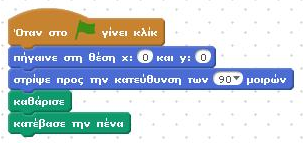 Όταν στο γίνει κλίκ
πήγαινε στη θέση x: 0 και y: 0
στρίψε προς την κατεύθυνση των 90 μοιρών
καθάρισε
κατέβασε την πένα